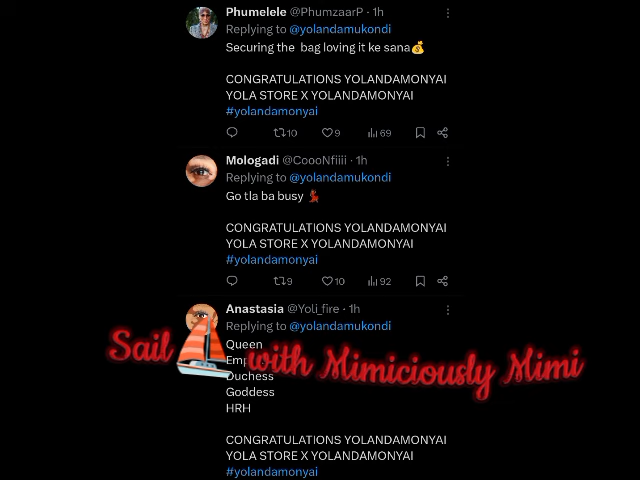 Phumelele @PhumzaarP · 1h
Replying to @yolandamukondi
Securing the bag loving it ke sana💰
CONGRATULATIONS YOLANDAMONYAI
YOLA STORE X YOLANDAMONYAI
#yolandamonyai
10 9 69
Mologadi @CoooNfiiii · 1h
Replying to @yolandamukondi
Go tla ba busy 💃
CONGRATULATIONS YOLANDAMONYAI
YOLA STORE X YOLANDAMONYAI
#yolandamonyai
9 10 92
Anastasia @Yoli_fire · 1h
Replying to @yolandamukondi
Queen
Sail with Mimiciously Mimi
Duchess
Goddess
HRH
CONGRATULATIONS YOLANDAMONYAI
YOLA STORE X YOLANDAMONYAI
#yolandamonyai